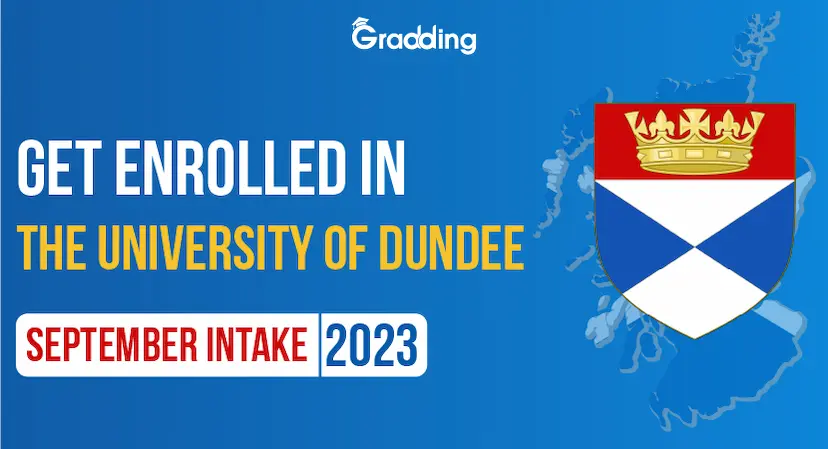 Gradding
GET ENROLLED IN
THE UNIVERSITY OF DUNDEE
SEPTEMBER INTAKE 2023